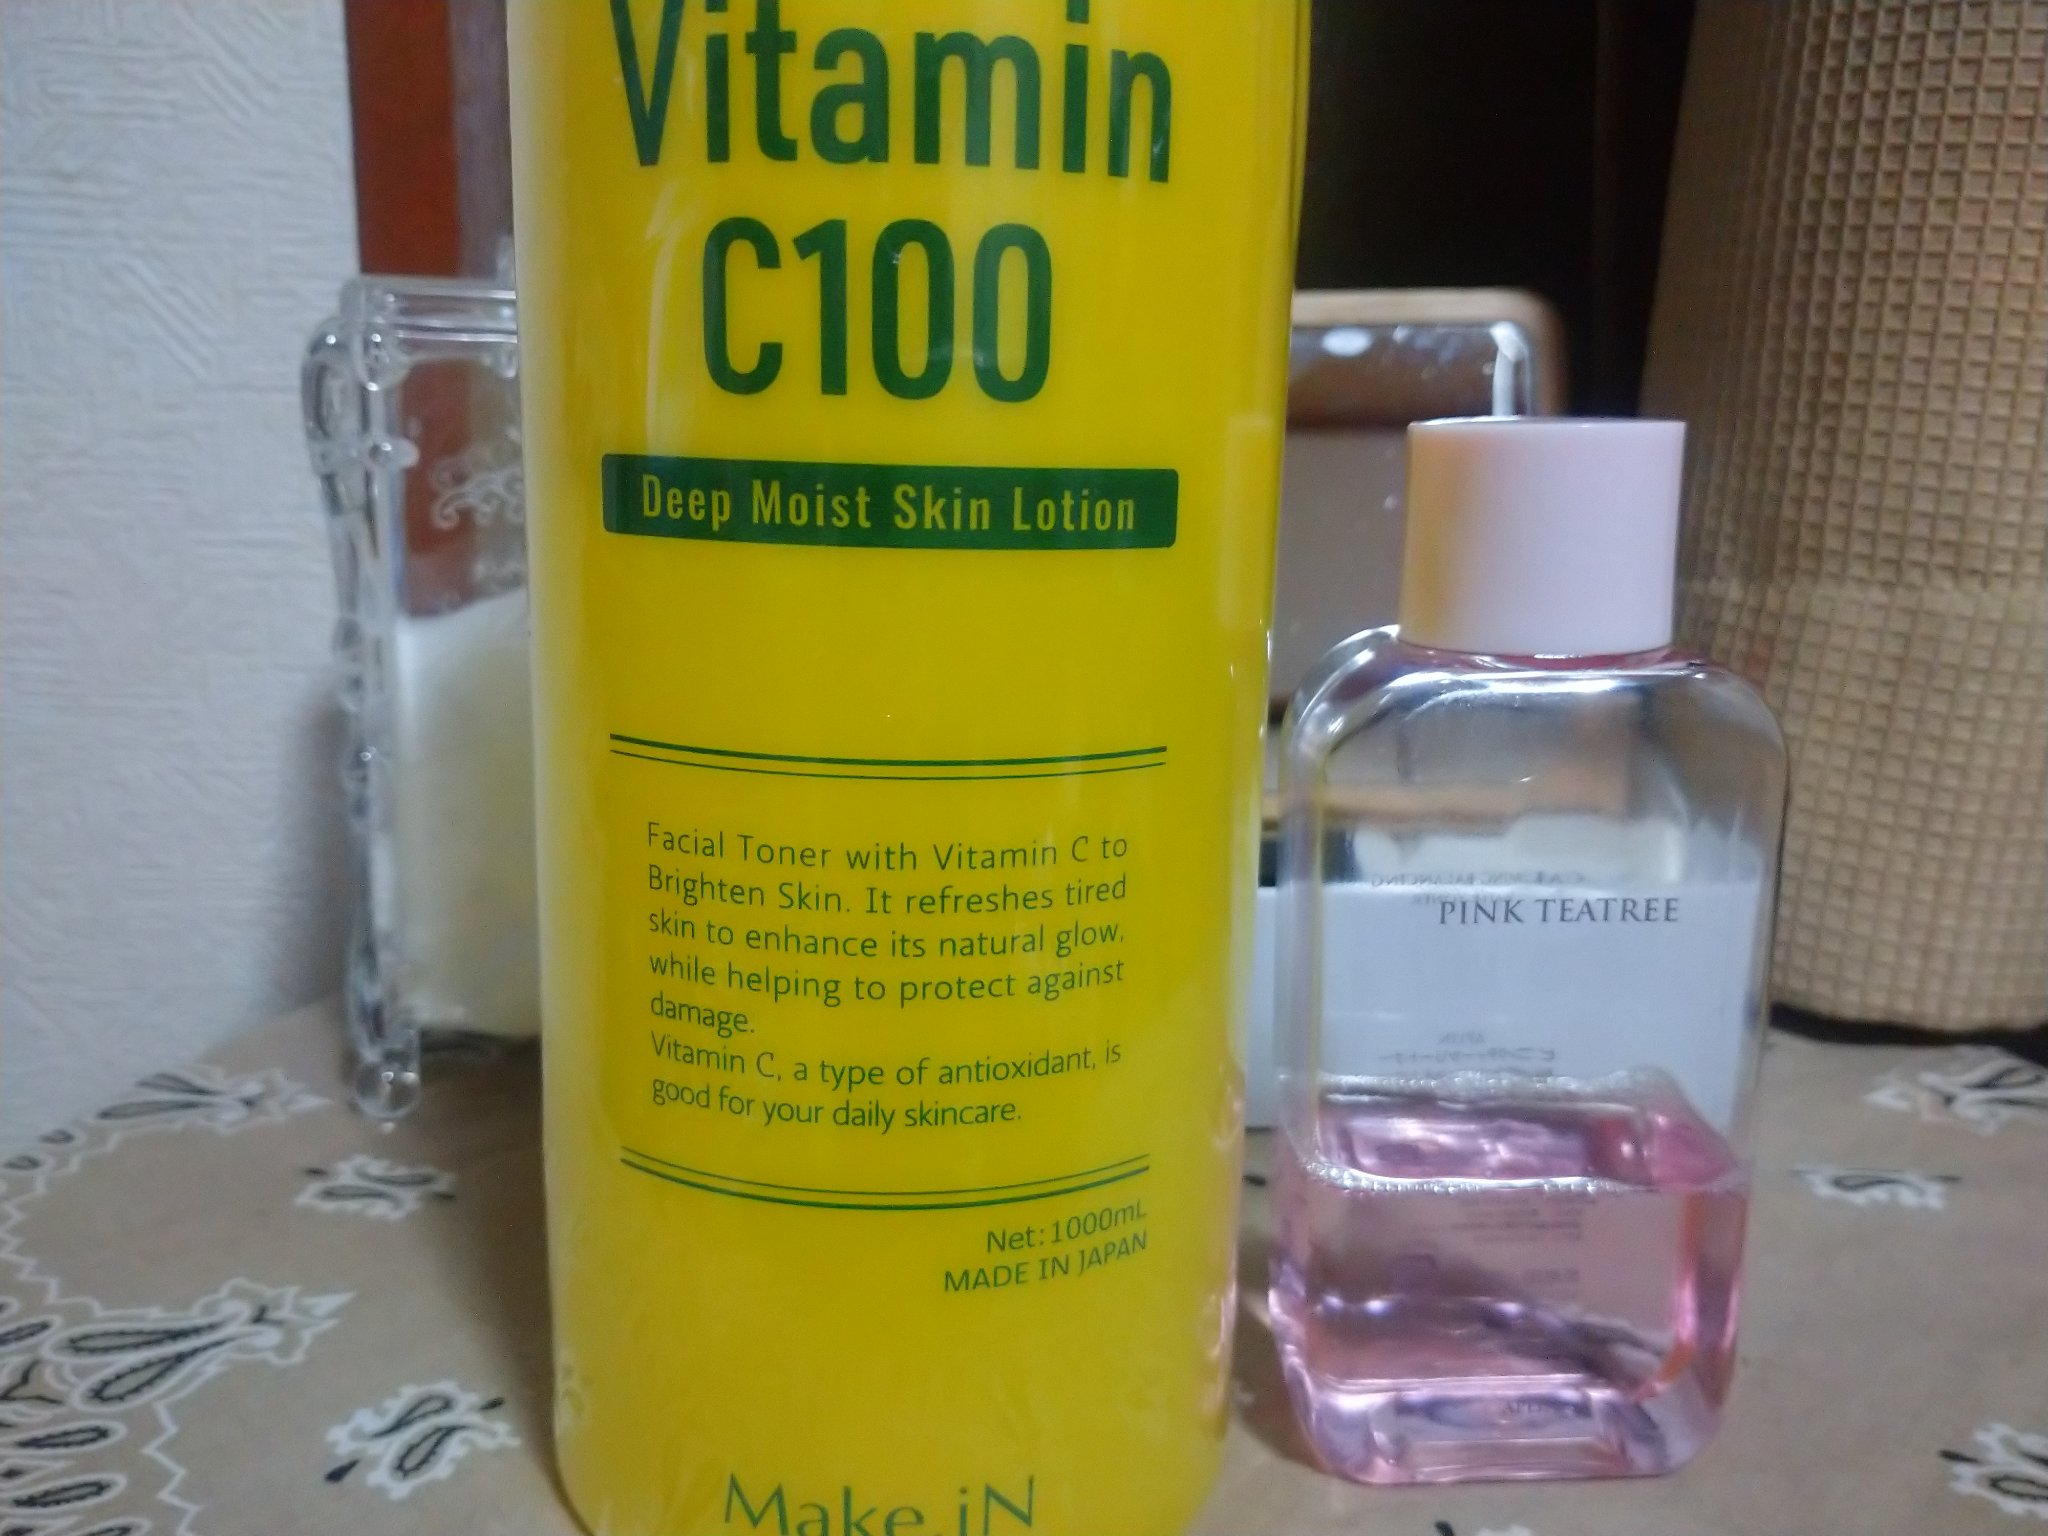 Vitamin
C100
Deep Moist Skin Lotion
Facial Toner with Vitamin C to
Brighten Skin. It refreshes tired
skin to enhance its natural glow,
while helping to protect against
damage.
Vitamin C, a type of antioxidant, is
good for your daily skincare.
Net:1000mL
MADE IN JAPAN
Make.iN
PINK TEATREE